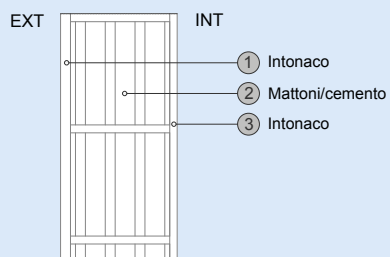 EXT INT
1 Intonaco
2 Mattoni/cemento
3 Intonaco